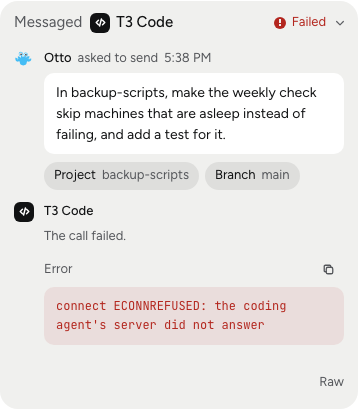 Messaged </> T3 Code Failed
Otto asked to send 5:38 PM
In backup-scripts, make the weekly check
skip machines that are asleep instead of
failing, and add a test for it.
Project backup-scripts Branch main
T3 Code
The call failed.
Error
connect ECONNREFUSED: the coding
agent's server did not answer
Raw